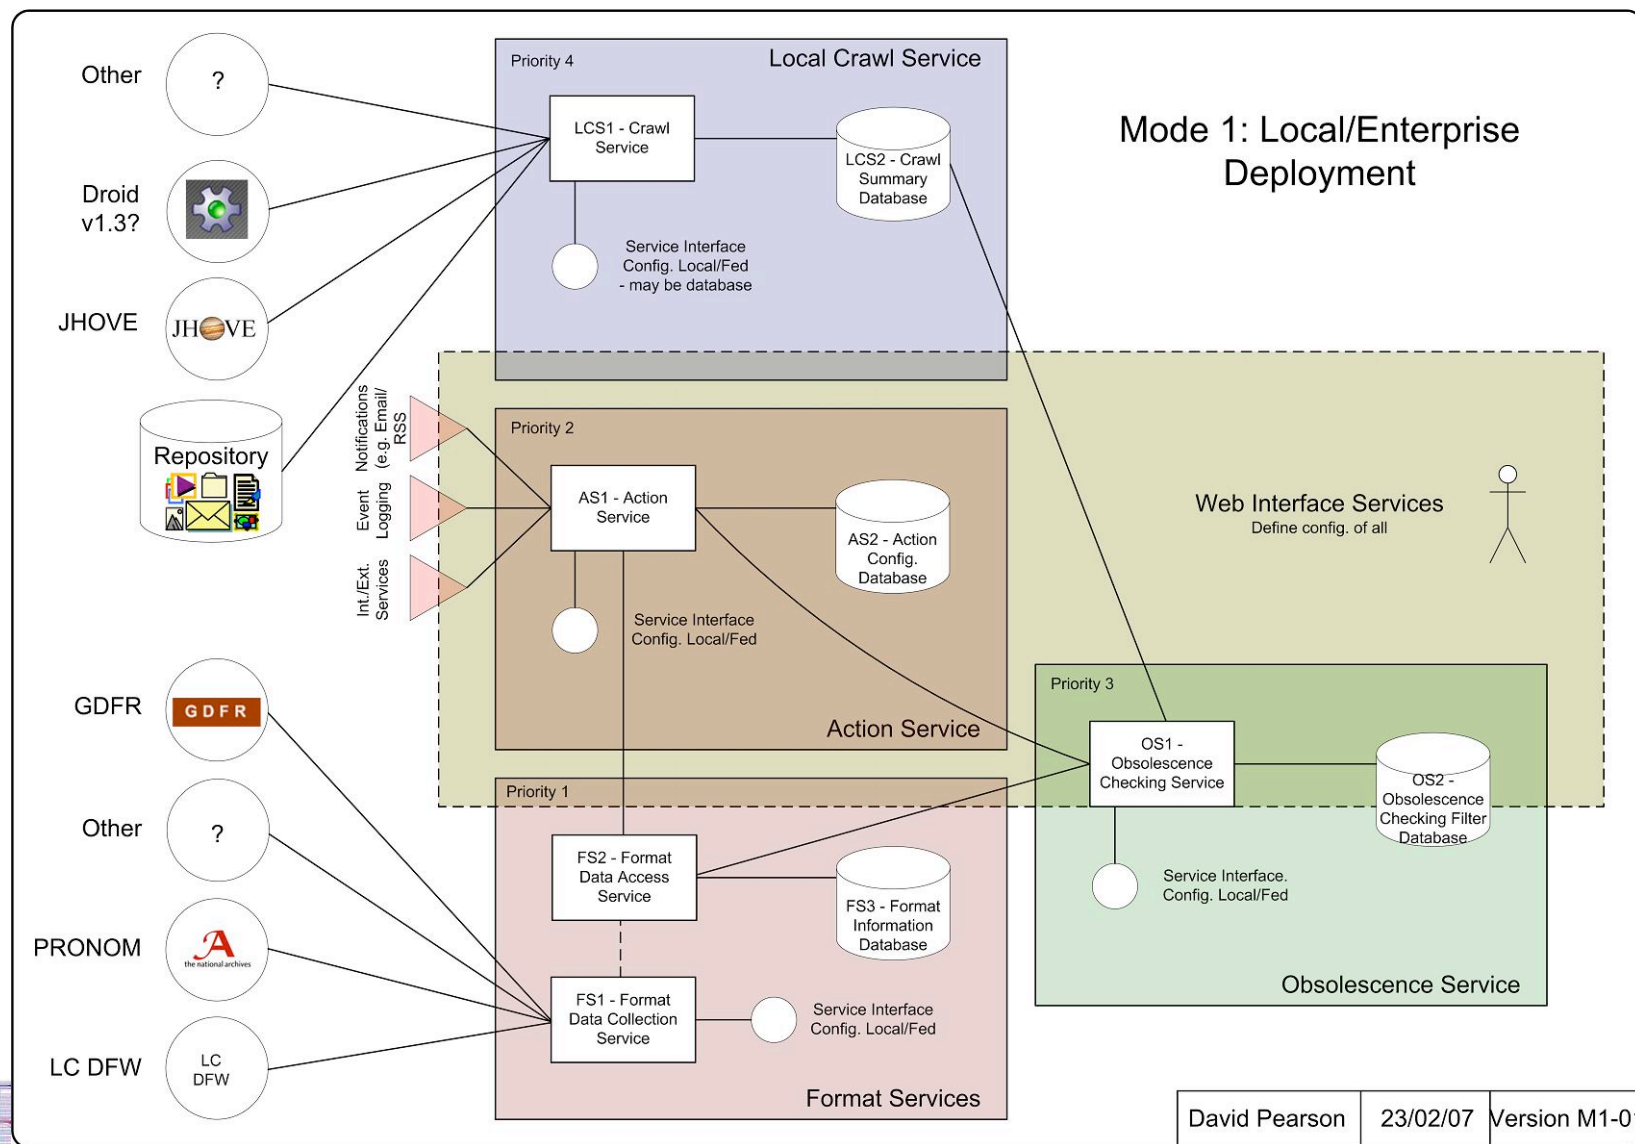 Mode 1: Local/Enterprise
Deployment
Other
?
Droid
v1.3?
JHOVE
JHOVE
Repository
Priority 4
Local Crawl Service
LCS1 - Crawl
Service
LCS2 - Crawl
Summary
Database
Service Interface
Config. Local/Fed
- may be database
Notifications
(e.g. Email/
RSS
Event
Logging
Int./Ext.
Services
Priority 2
AS1 - Action
Service
AS2 - Action
Config.
Database
Service Interface
Config. Local/Fed
Action Service
Web Interface Services
Define config. of all
Priority 3
OS1 -
Obsolescence
Checking Service
OS2 -
Obsolescence
Checking Filter
Database
Service Interface.
Config. Local/Fed
Obsolescence Service
GDFR
GDFR
Other
?
PRONOM
the national archives
LC DFW
LC
DFW
Priority 1
FS2 - Format
Data Access
Service
FS3 - Format
Information
Database
FS1 - Format
Data Collection
Service
Service Interface
Config. Local/Fed
Format Services
David Pearson
23/02/07